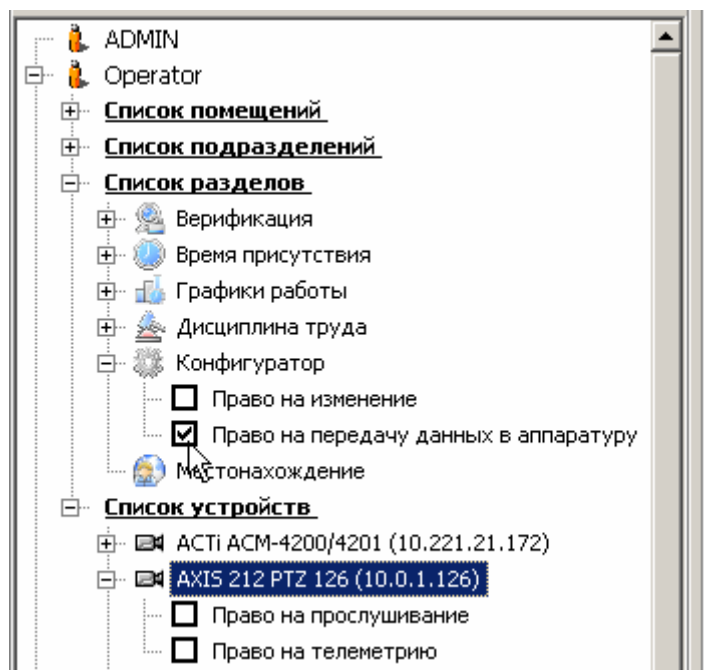 ADMIN
Operator
Список помещений
Список подразделений
Список разделов
Верификация
Время присутствия
Графики работы
Дисциплина труда
Конфигуратор
Право на изменение
Право на передачу данных в аппаратуру
Местонахождение
Список устройств
ACTi ACM-4200/4201 (10.221.21.172)
AXIS 212 PTZ 126 (10.0.1.126)
Право на прослушивание
Право на телеметрию